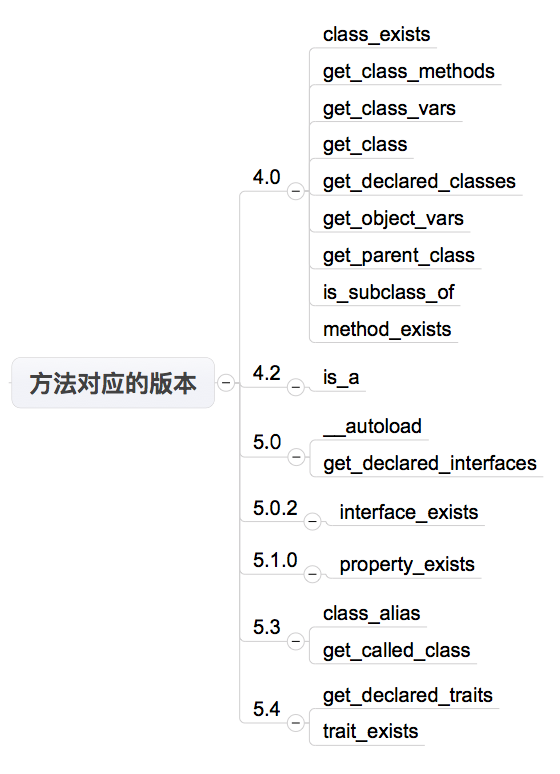 方法对应的版本
4.0
class_exists
get_class_methods
get_class_vars
get_class
get_declared_classes
get_object_vars
get_parent_class
is_subclass_of
method_exists
4.2
is_a
5.0
__autoload
get_declared_interfaces
5.0.2
interface_exists
5.1.0
property_exists
5.3
class_alias
get_called_class
5.4
get_declared_traits
trait_exists